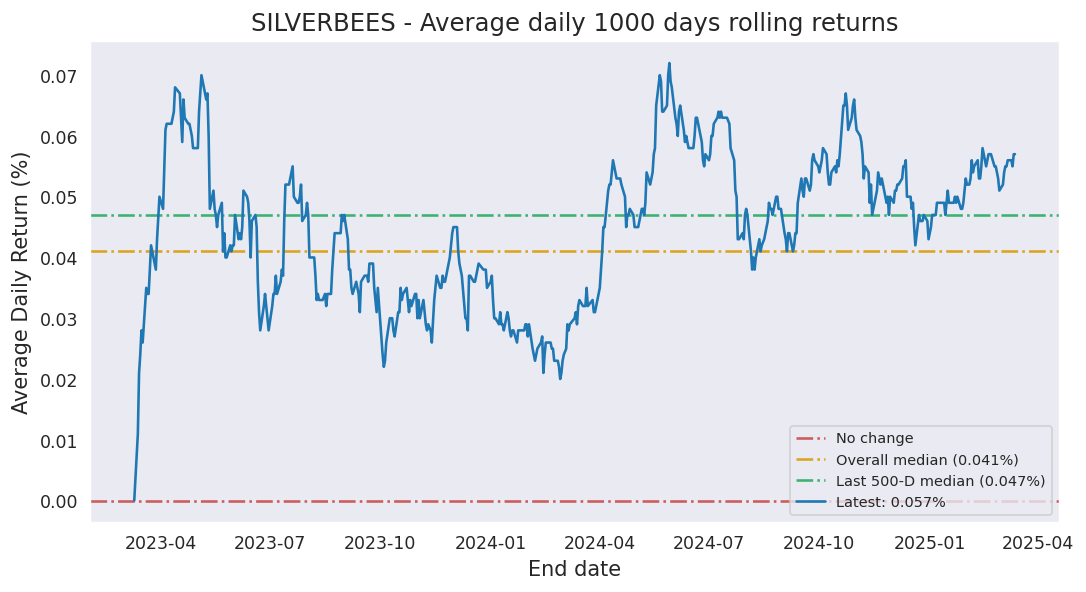 SILVERBEES - Average daily 1000 days rolling returns
Average Daily Return (%)
0.07
0.06
0.05
0.04
0.03
0.02
0.01
0.00
No change
Overall median (0.041%)
Last 500-D median (0.047%)
Latest: 0.057%
2023-04 2023-07 2023-10 2024-01 2024-04 2024-07 2024-10 2025-01 2025-04
End date